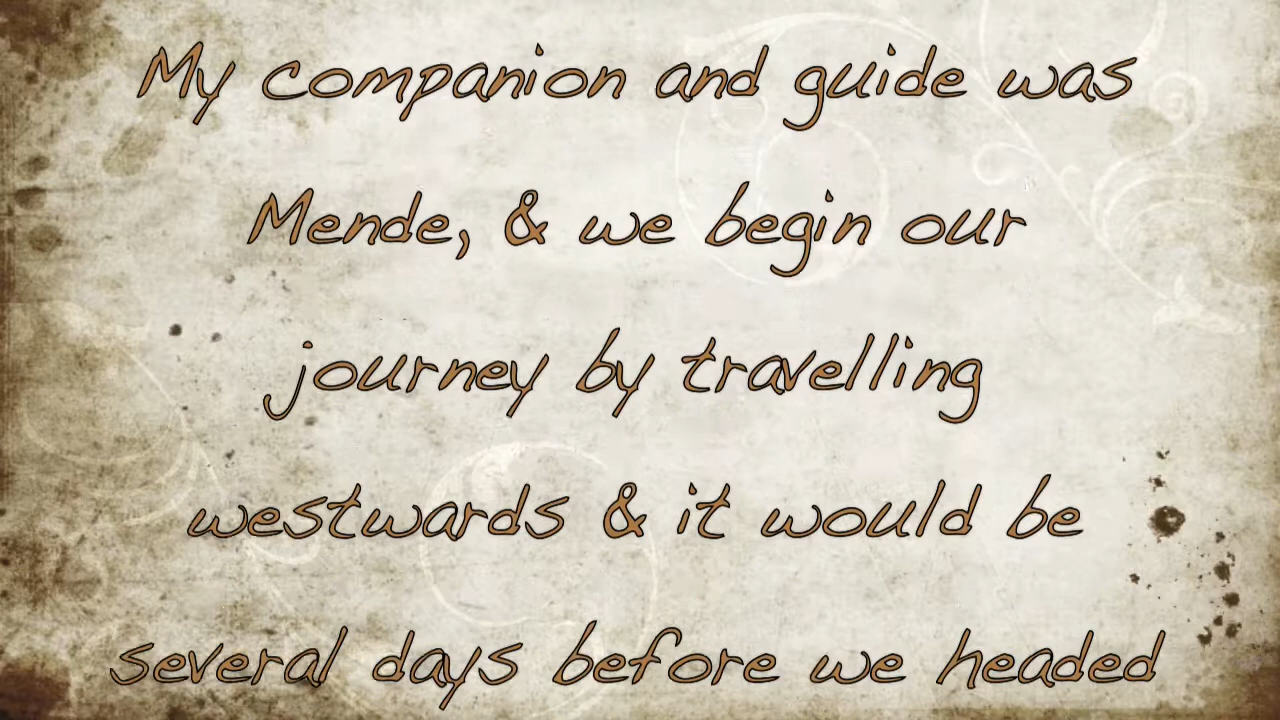 My companion and guide was
Mende, & we begin our
journey by travelling
westwards & it would be
several days before we headed